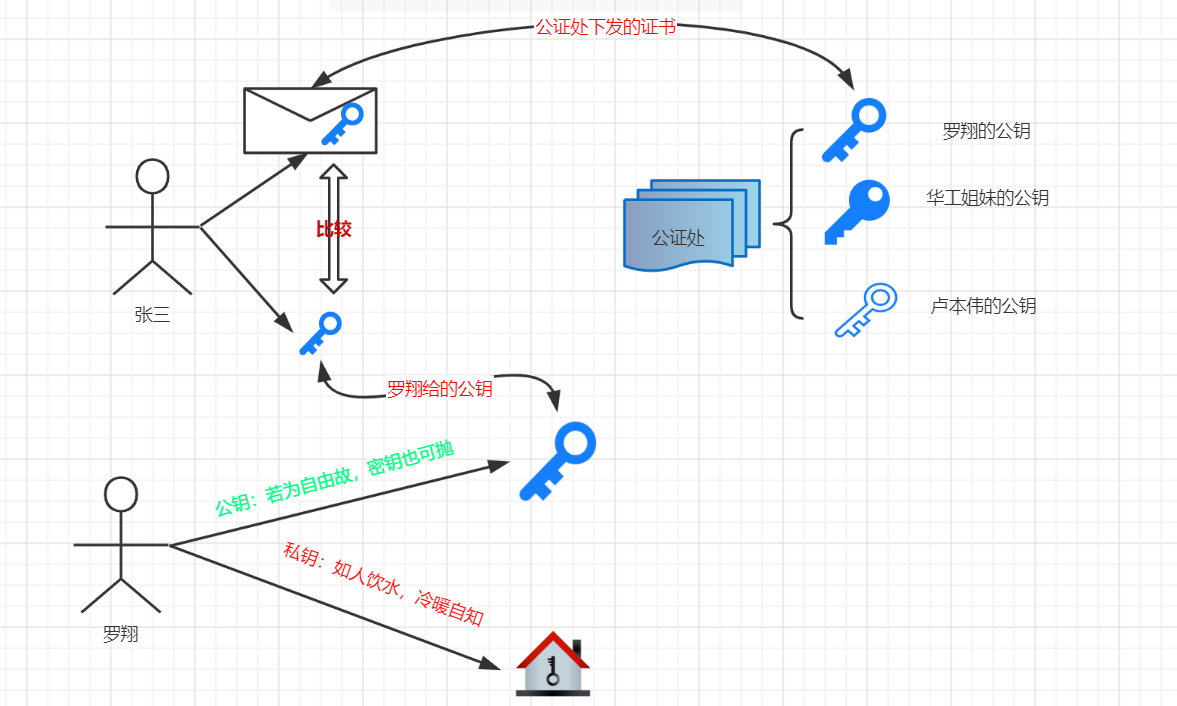 公证处下发的证书
罗翔的公钥
华工姐妹的公钥
公证处
比较
卢本伟的公钥
张三
罗翔给的公钥
公钥：若为自由故，密钥也可抛
私钥：如人饮水，冷暖自知
罗翔